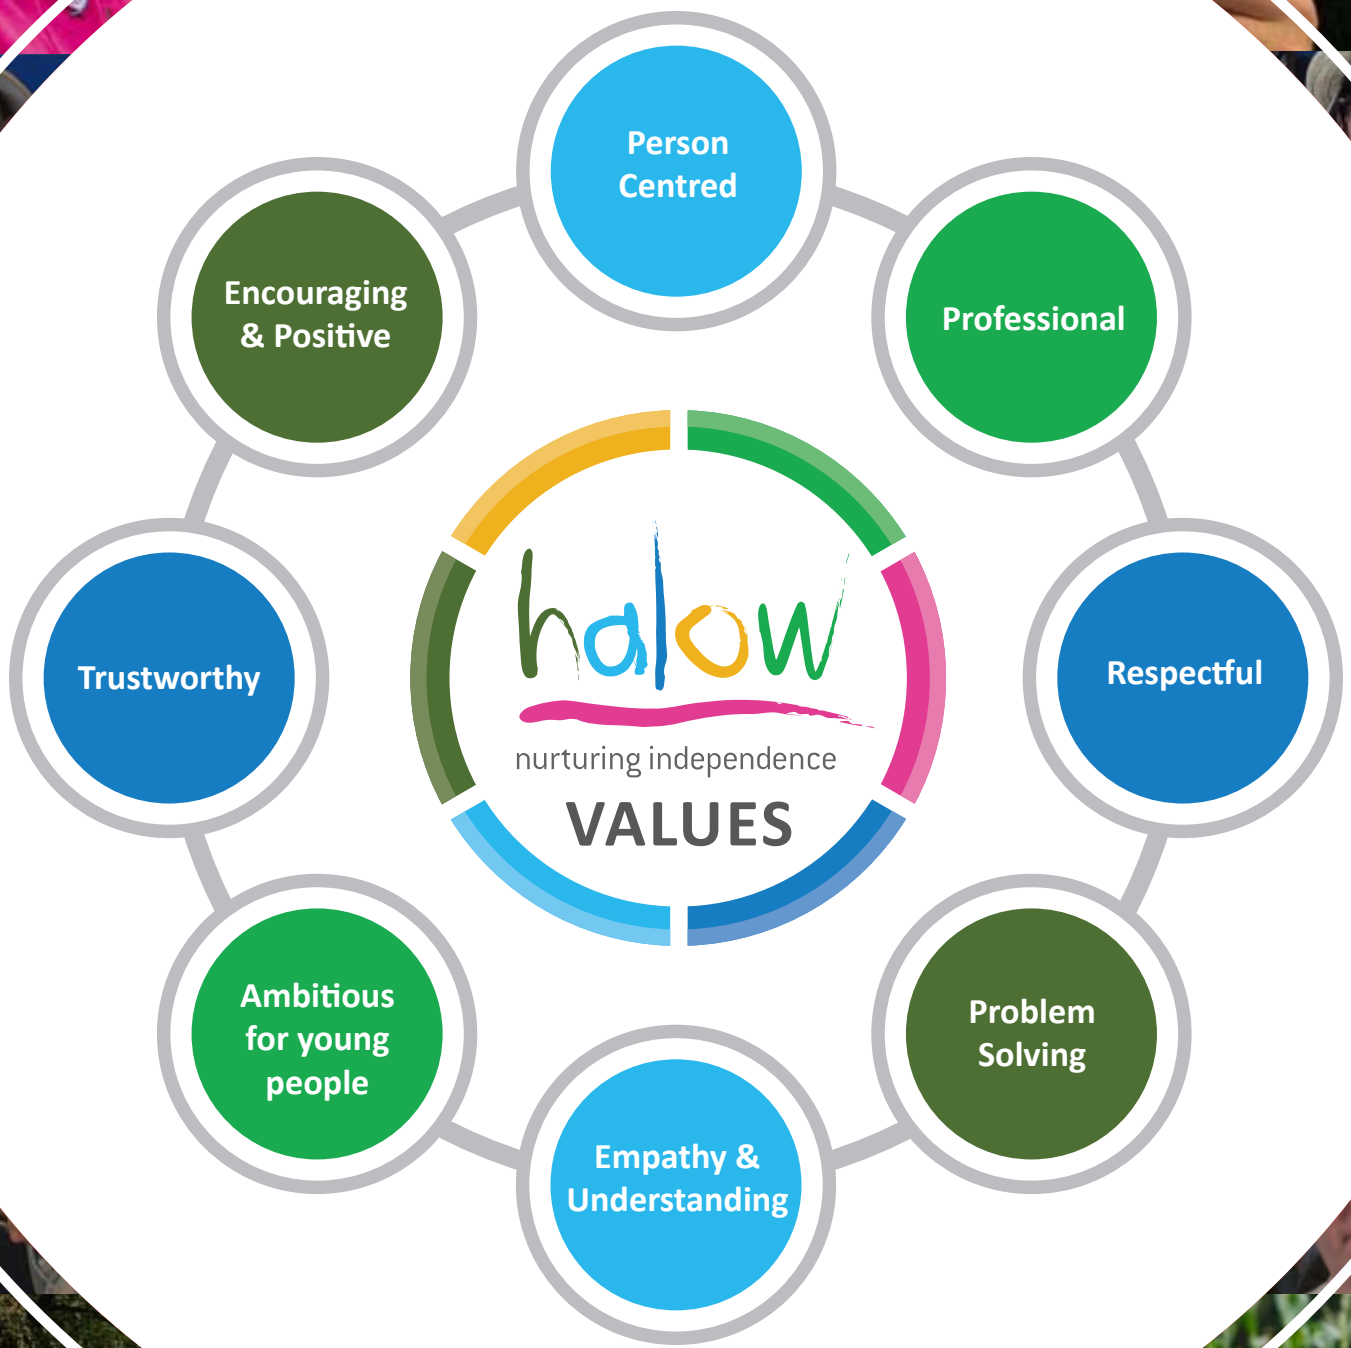 Person
Centred
Professional
Respectful
Problem
Solving
Empathy &
Understanding
Ambitious
for young
people
Trustworthy
Encouraging
& Positive
halow
nurturing independence
VALUES